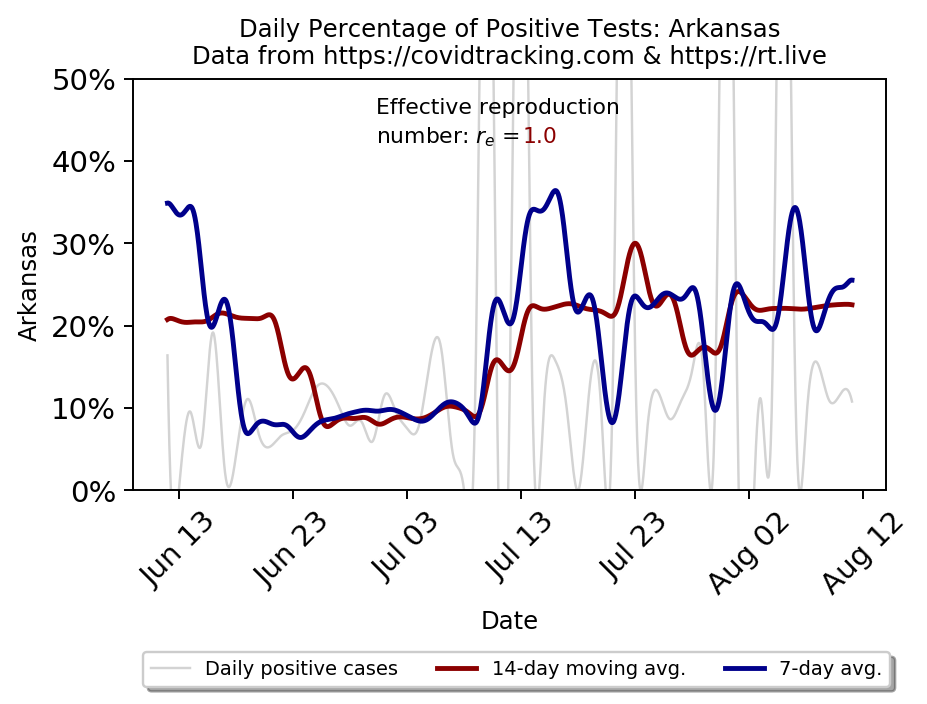 Daily Percentage of Positive Tests: Arkansas
Data from https://covidtracking.com & https://rt.live
50%
40%
30%
20%
10%
0%
Arkansas
Effective reproduction
number: rₑ =1.0
Jun 13
Jun 23
Jul 03
Jul 13
Jul 23
Aug 02
Aug 12
Date
Daily positive cases
14-day moving avg.
7-day avg.